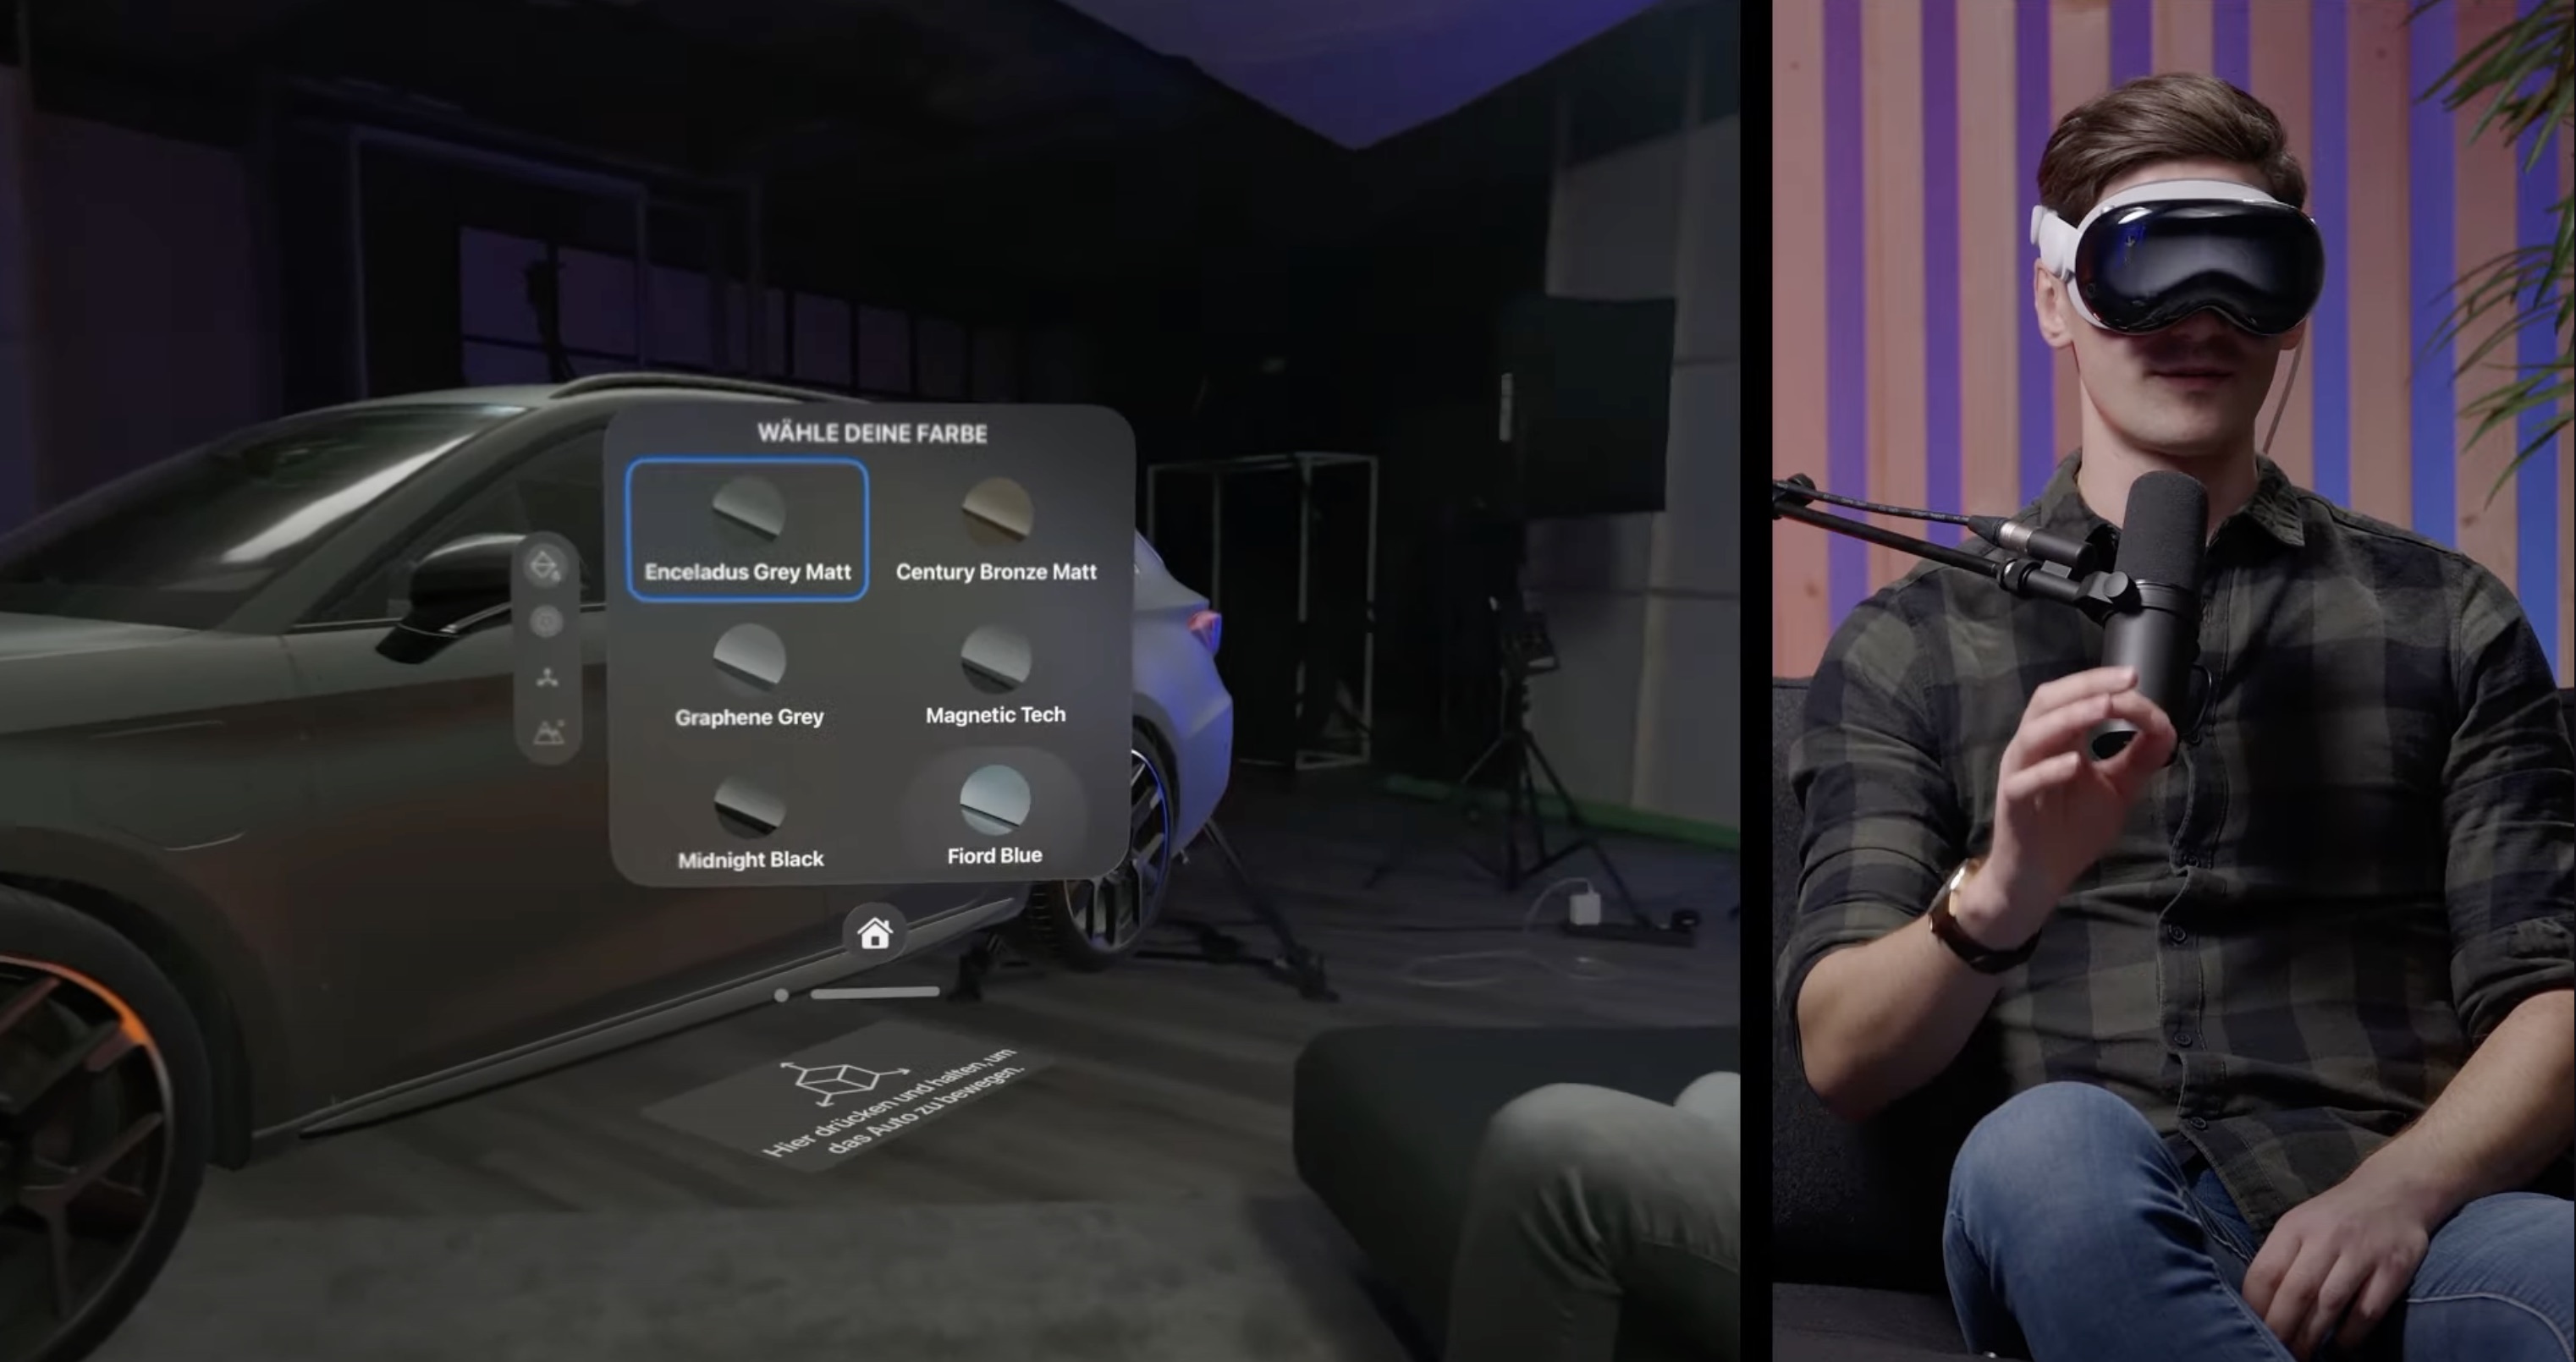 WÄHLE DEINE FARBE
Enceladus Grey Matt
Century Bronze Matt
Graphene Grey
Magnetic Tech
Midnight Black
Fiord Blue
Hier drücken und halten, um
das Auto zu bewegen.